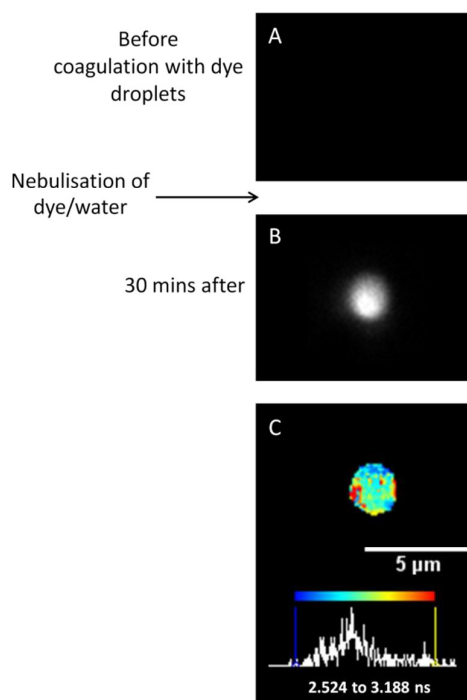 Before
coagulation with dye
droplets
A
Nebulisation of
dye/water
B
30 mins after
C
5 µm
2.524 to 3.188 ns